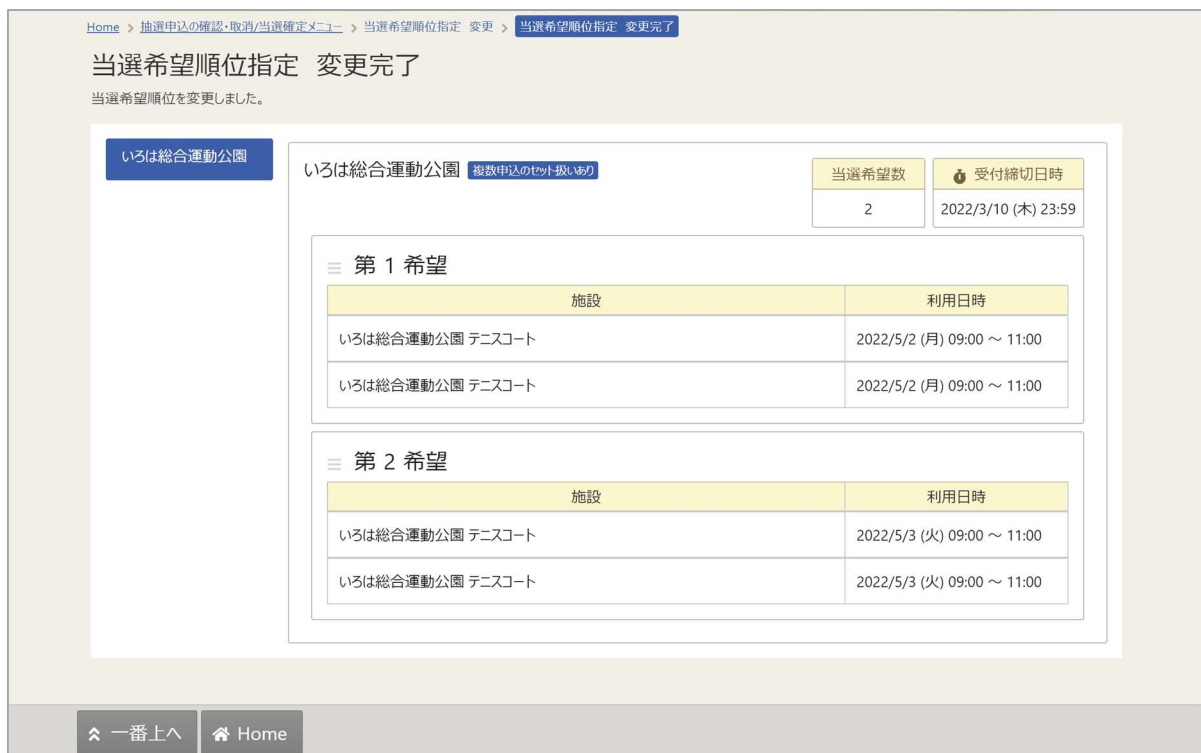 Home > 抽選申込の確認・取消/当選確定メニュー > 当選希望順位指定 変更 > 当選希望順位指定 変更完了
当選希望順位指定 変更完了
当選希望順位を変更しました。
いろは総合運動公園
いろは総合運動公園 複数申込のセット扱いあり
当選希望数 受付締切日時
2 2022/3/10 (木) 23:59
第 1 希望
施設 利用日時
いろは総合運動公園 テニスコート 2022/5/2 (月) 09:00 ～ 11:00
いろは総合運動公園 テニスコート 2022/5/2 (月) 09:00 ～ 11:00
第 2 希望
施設 利用日時
いろは総合運動公園 テニスコート 2022/5/3 (火) 09:00 ～ 11:00
いろは総合運動公園 テニスコート 2022/5/3 (火) 09:00 ～ 11:00
一番上へ Home